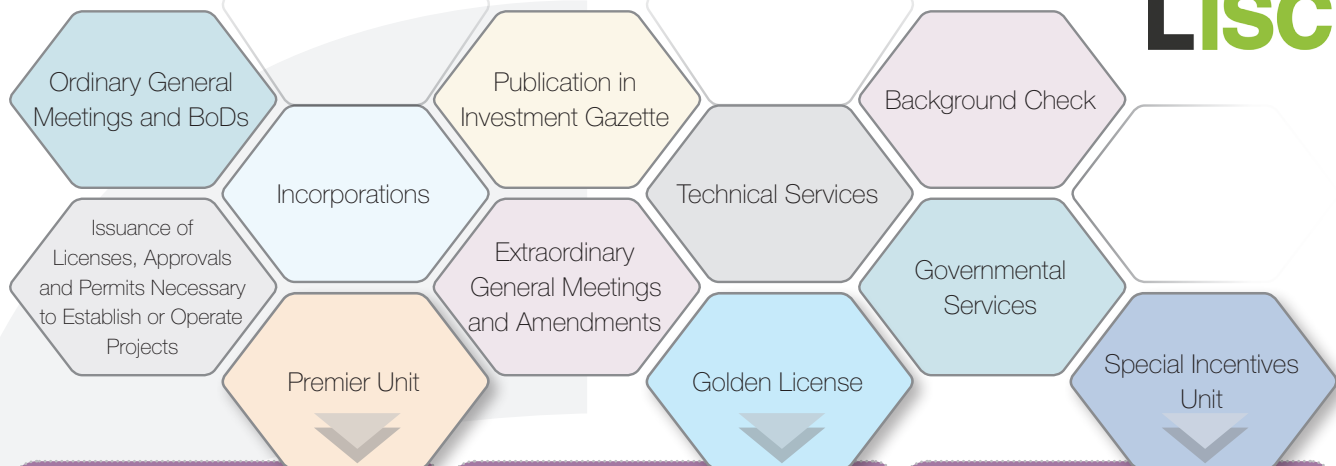 LISC
Ordinary General
Meetings and BoDs
Publication in
Investment Gazette
Background Check
Incorporations
Technical Services
Issuance of
Licenses, Approvals
and Permits Necessary
to Establish or Operate
Projects
Extraordinary
General Meetings
and Amendments
Governmental
Services
Premier Unit
Golden License
Special Incentives
Unit